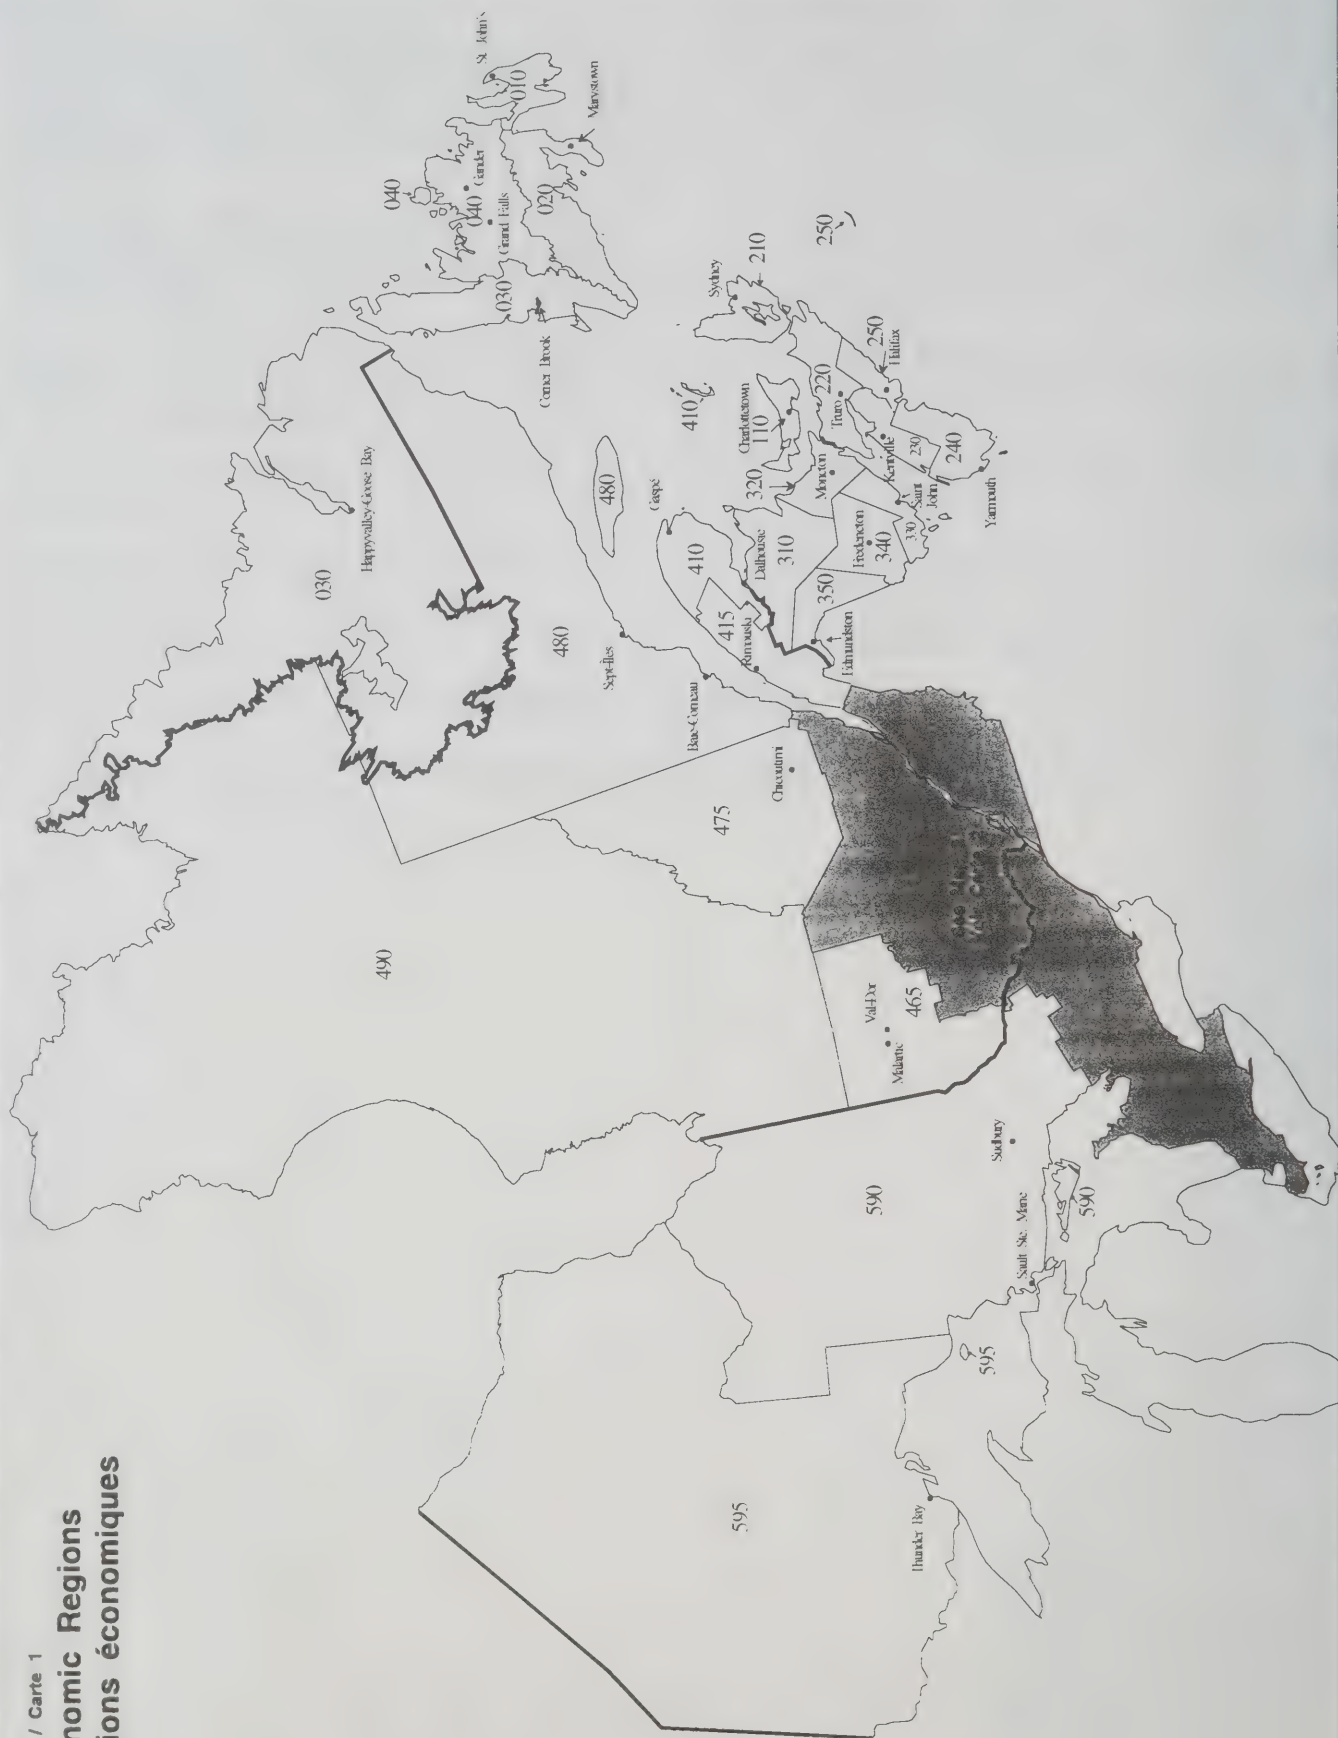 / Carte 1
nomic Regions
ions économiques
595
Thunder Bay
595
590
Sault Ste. Marie
590
Sudbury
490
Malartic
Val-d'Or
465
475
Chicoutimi
Baie-Comeau
Sept-Îles
480
480
030
Happyvalley-Goose Bay
Rimouski
415
410
Gaspé
410
Edmundston
350
Dalhousie
310
320
Fredericton
340
330
Saint
John
Moncton
Charlottetown
110
Kentville
230
240
Yarmouth
Truro
220
250
Halifax
Sydney
210
250
Corner Brook
030
Grand Falls
040
Gander
040
020
Marystown
010
St. John's